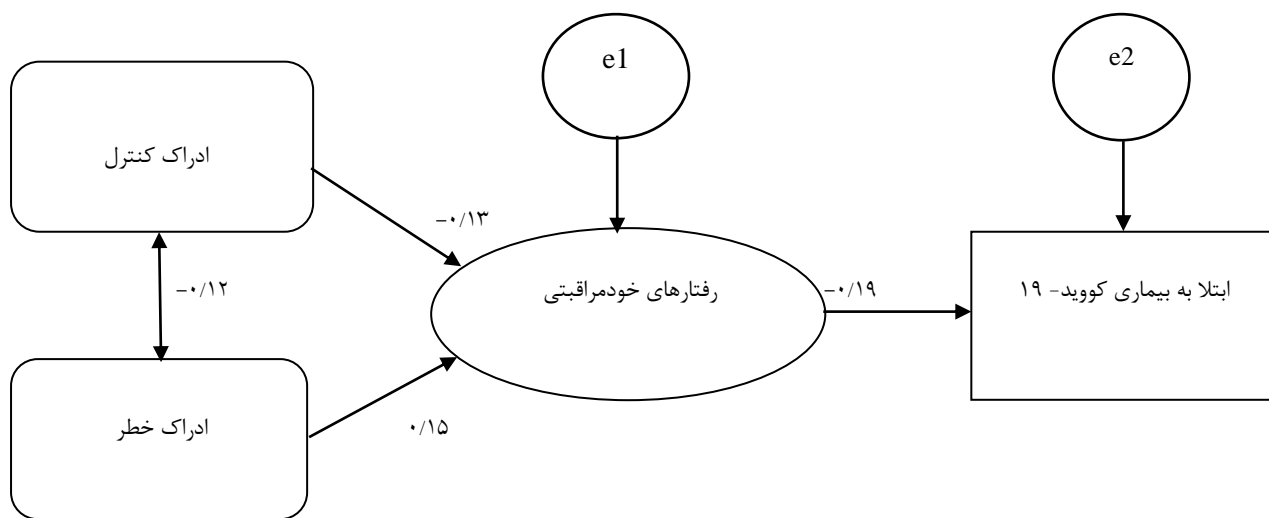 e1
e2
ادراک کنترل
–۰/۱۳
–۰/۱۲
رفتارهای خودمراقبتی
–۰/۱۹
ابتلا به بیماری کووید- ۱۹
ادراک خطر
۰/۱۵